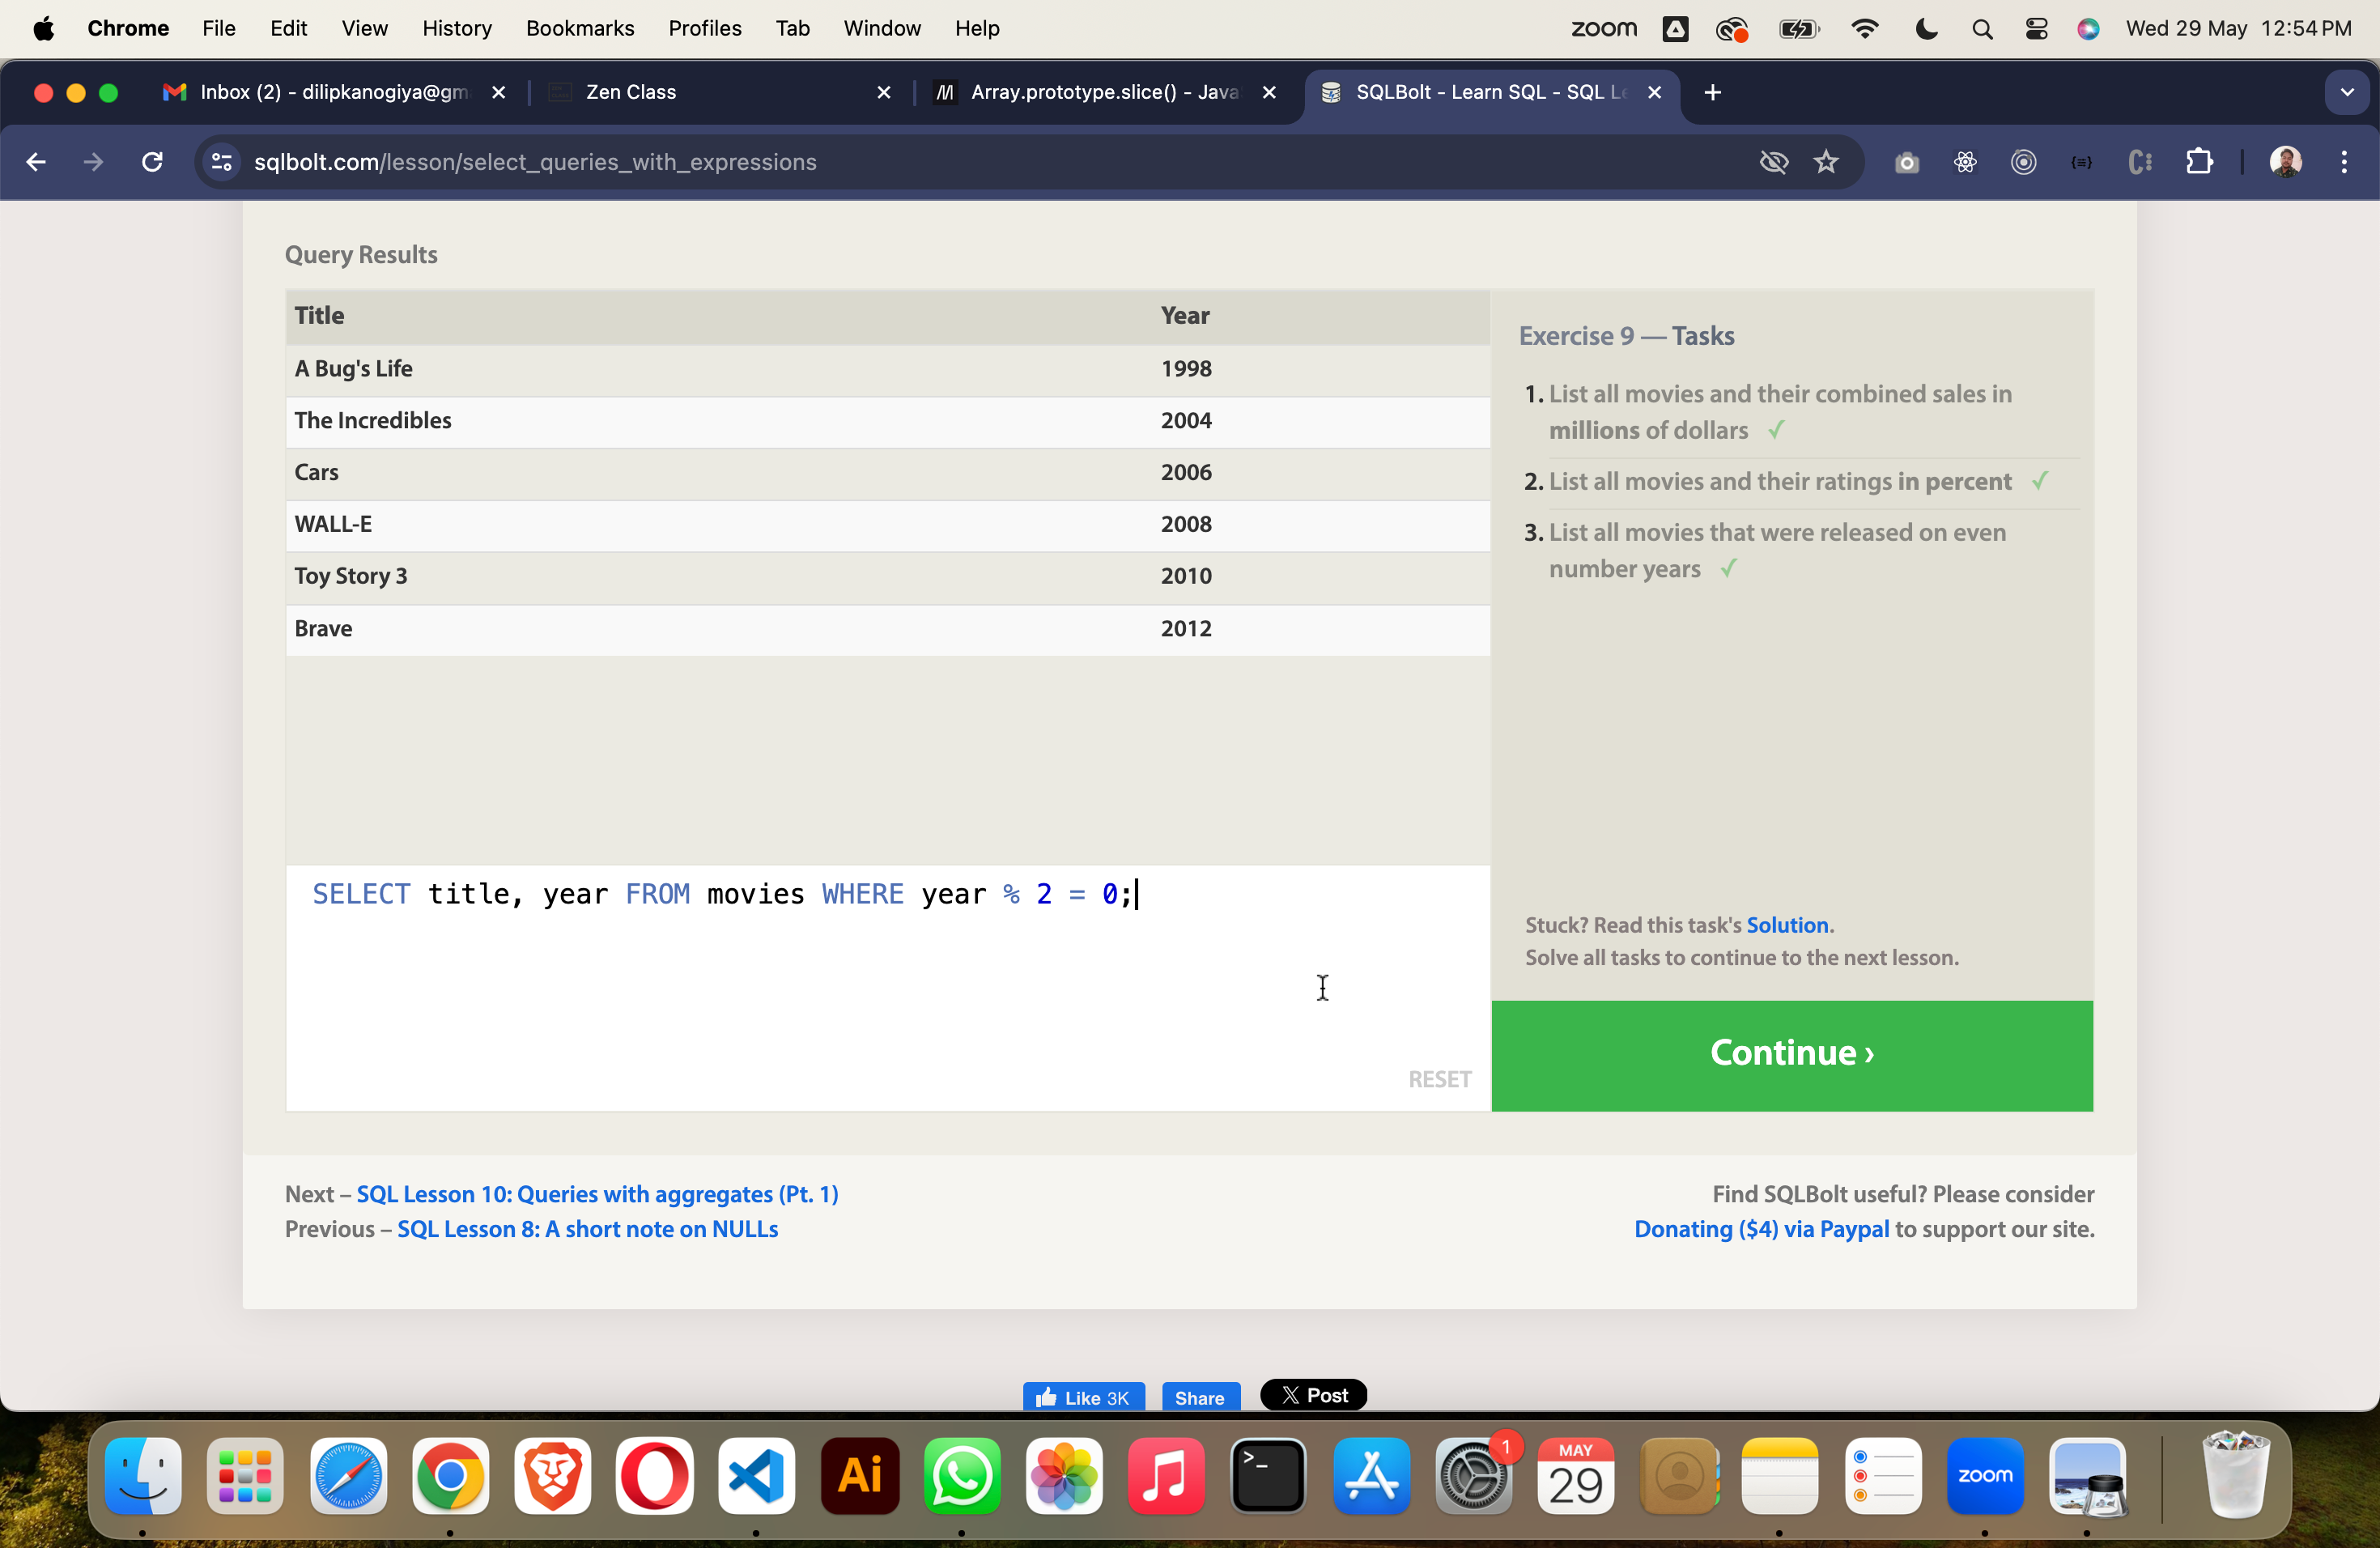 Chrome File Edit View History Bookmarks Profiles Tab Window Help zoom Wed 29 May 12:54 PM
Inbox (2) - dilipkanogiya@gm Zen Class Array.prototype.slice() - Java SQLBolt - Learn SQL - SQL Le
sqlbolt.com/lesson/select_queries_with_expressions
Query Results
Title Year
A Bug's Life 1998
The Incredibles 2004
Cars 2006
WALL-E 2008
Toy Story 3 2010
Brave 2012
SELECT title, year FROM movies WHERE year % 2 = 0;
RESET
Exercise 9 — Tasks
1. List all movies and their combined sales in
millions of dollars ✓
2. List all movies and their ratings in percent ✓
3. List all movies that were released on even
number years ✓
Stuck? Read this task's Solution.
Solve all tasks to continue to the next lesson.
Continue ›
Next – SQL Lesson 10: Queries with aggregates (Pt. 1)
Previous – SQL Lesson 8: A short note on NULLs
Find SQLBolt useful? Please consider
Donating ($4) via Paypal to support our site.
Like 3K Share X Post
Ai >_ 1 MAY 29 zoom